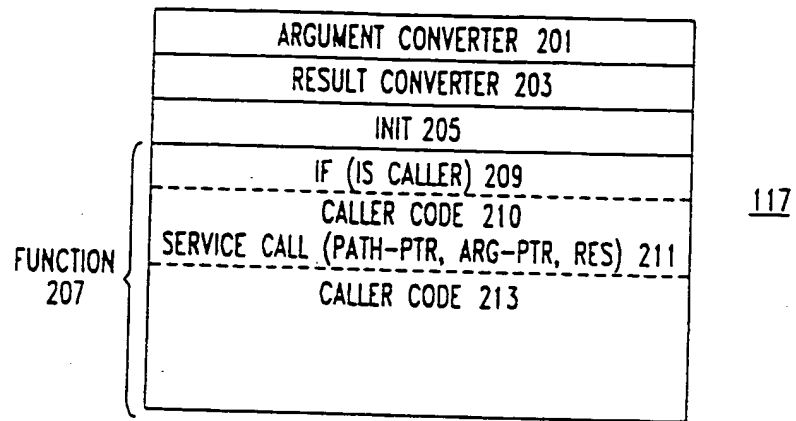 ARGUMENT CONVERTER 201
RESULT CONVERTER 203
INIT 205
IF (IS CALLER) 209
CALLER CODE 210
SERVICE CALL (PATH-PTR, ARG-PTR, RES) 211
CALLER CODE 213
FUNCTION
207
117